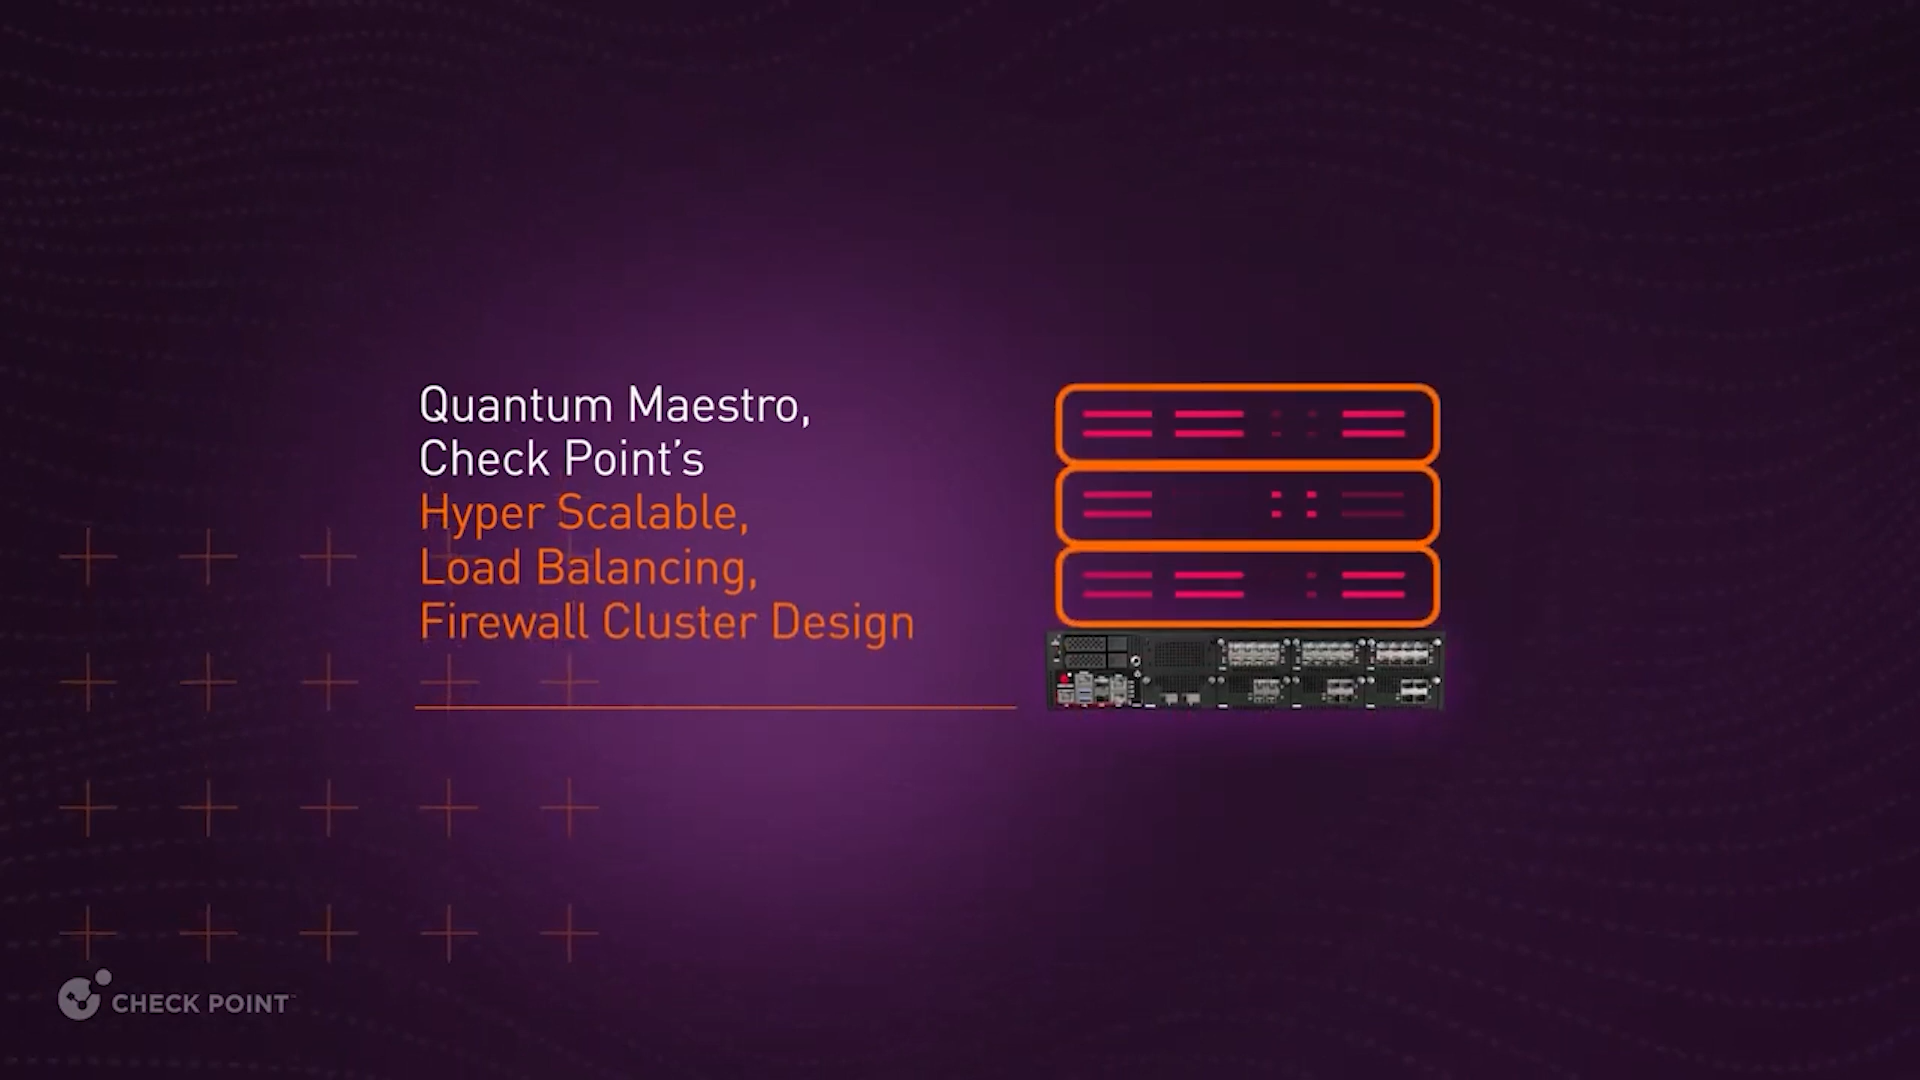 Quantum Maestro,
Check Point’s
Hyper Scalable,
Load Balancing,
Firewall Cluster Design
CHECK POINT